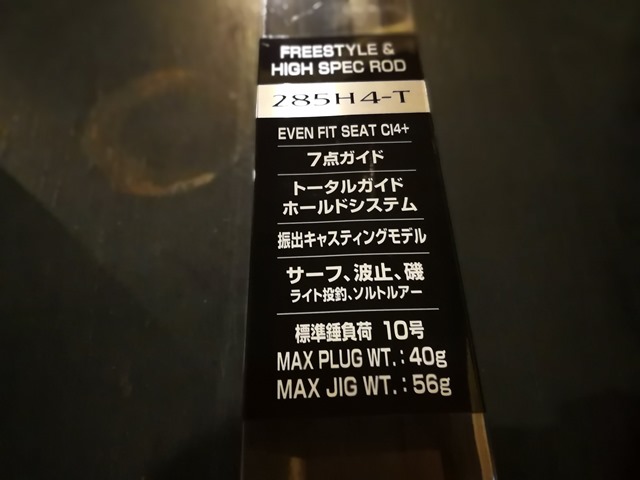 FREESTYLE &
HIGH SPEC ROD
285H4-T
EVEN FIT SEAT CI4+
7点ガイド
トータルガイド
ホールドシステム
振出キャスティングモデル
サーフ、波止、磯
ライト投釣、ソルトルアー
標準錘負荷 10号
MAX PLUG WT.:40g
MAX JIG WT.:56g